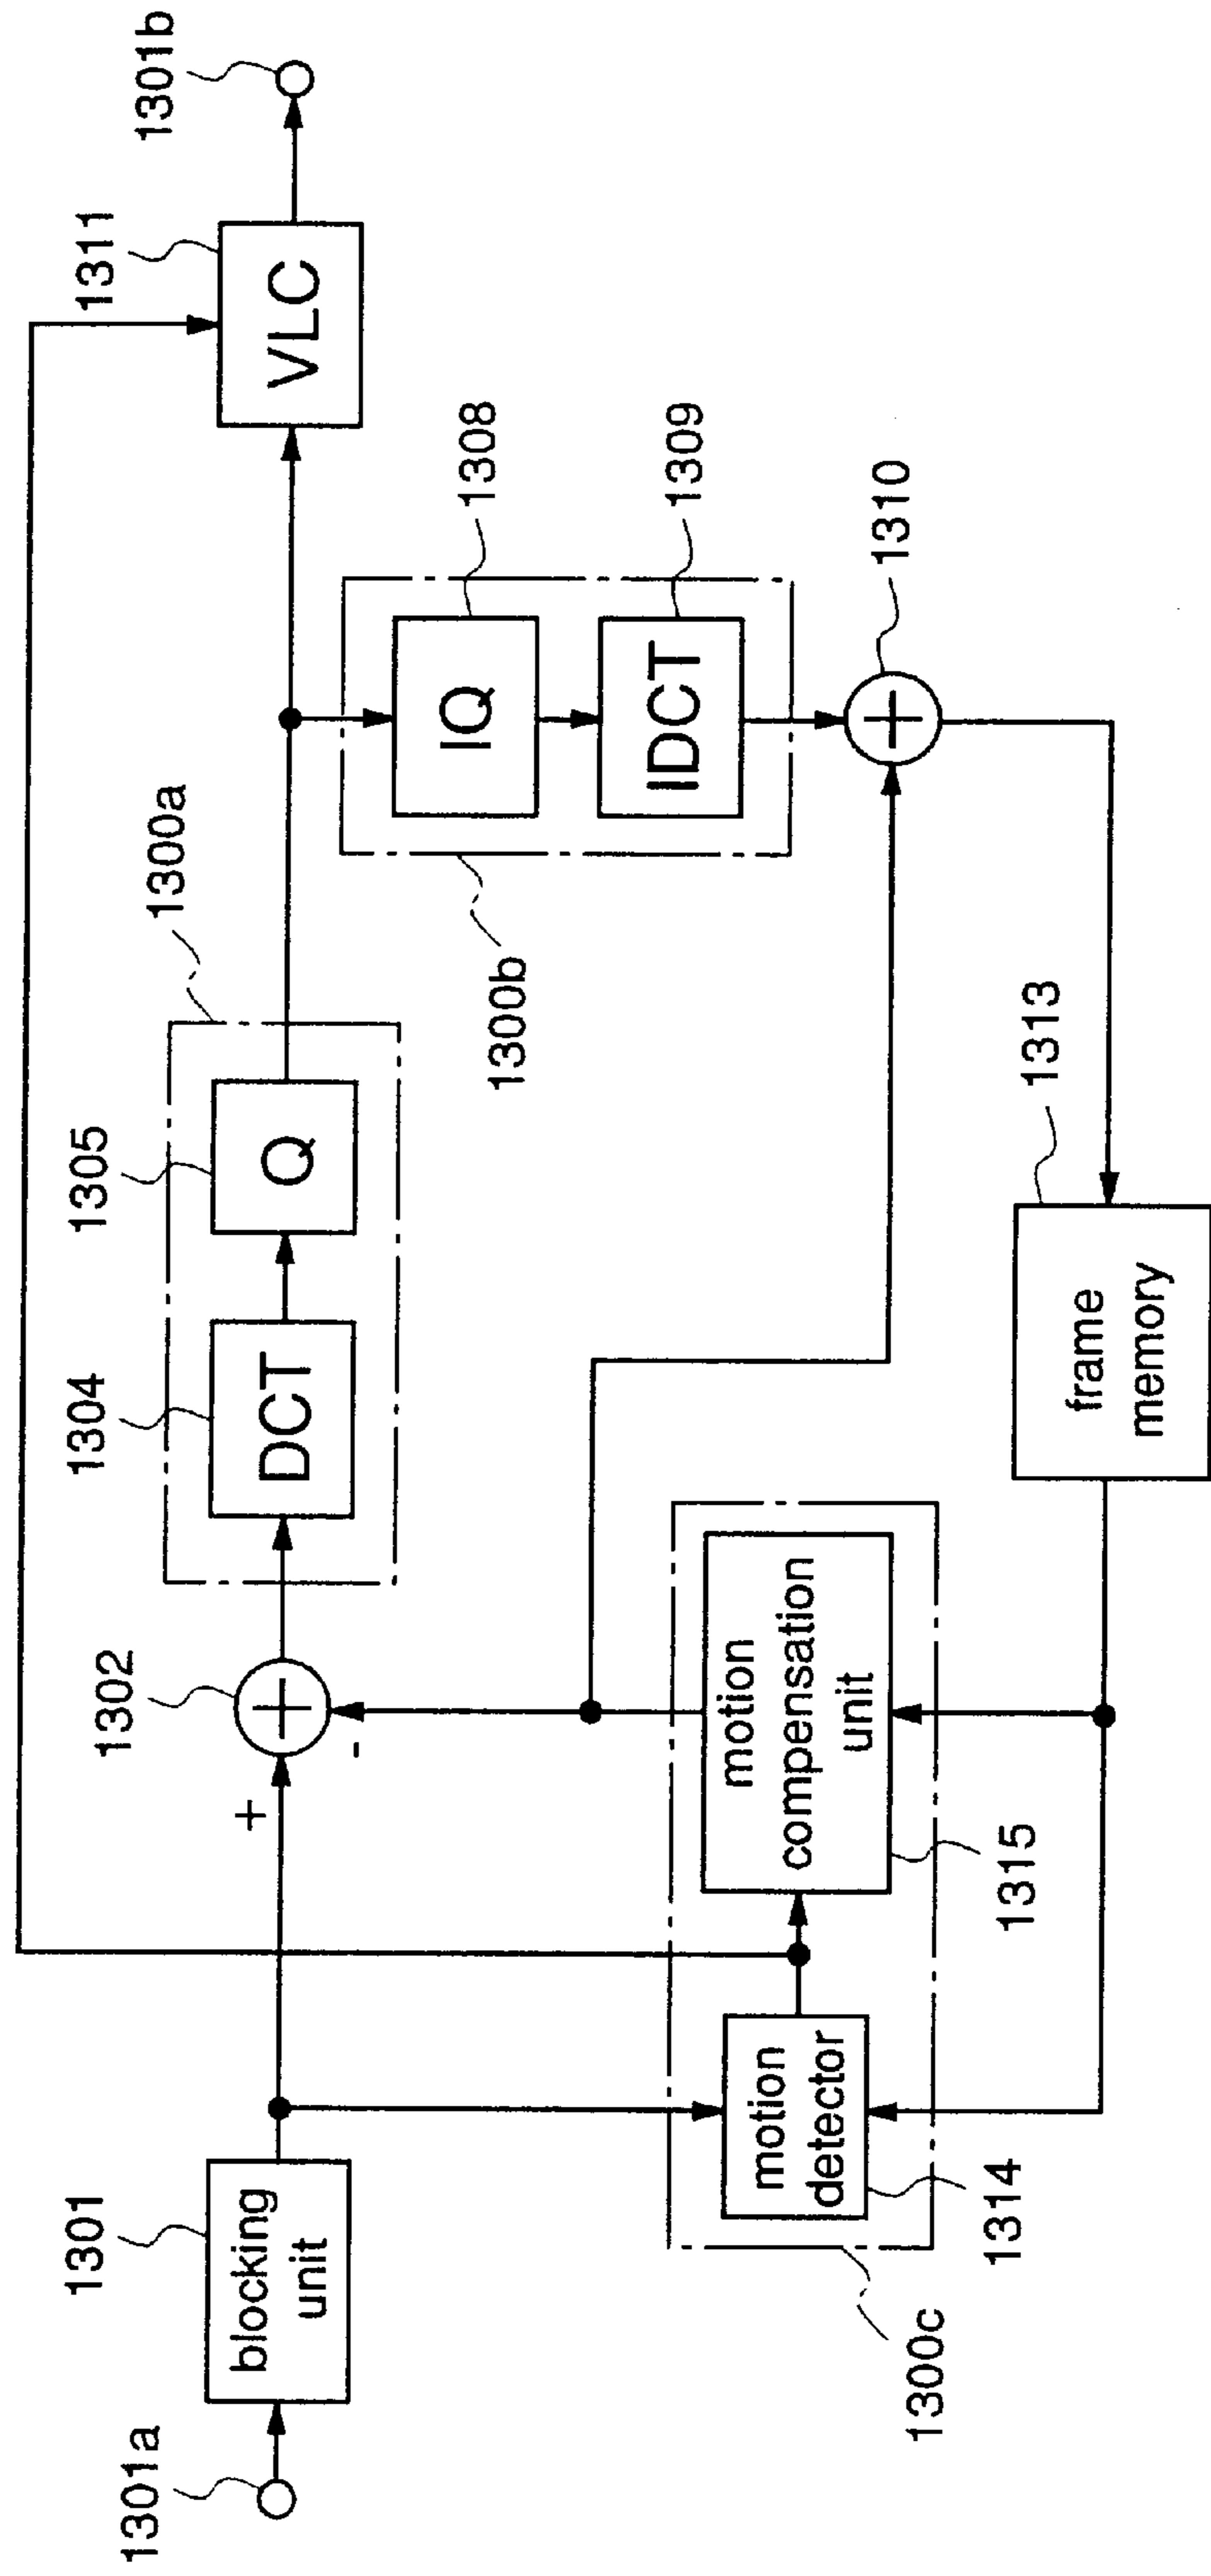 1301a
1301
blocking
unit
+
-
1302
1304
DCT
1305
Q
1300a
1311
VLC
1301b
1308
IQ
1309
IDCT
1300b
1310
1313
frame
memory
motion
compensation
unit
1315
motion
detector
1314
1300c